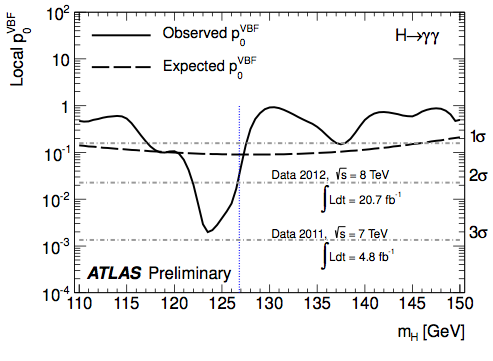 Local p₀^VBF
10²
10
1
10⁻¹
10⁻²
10⁻³
10⁻⁴
Observed p₀^VBF
Expected p₀^VBF
H→γγ
1σ
2σ
3σ
Data 2012, √s = 8 TeV
∫Ldt = 20.7 fb⁻¹
Data 2011, √s = 7 TeV
∫Ldt = 4.8 fb⁻¹
ATLAS Preliminary
110 115 120 125 130 135 140 145 150
m_H [GeV]